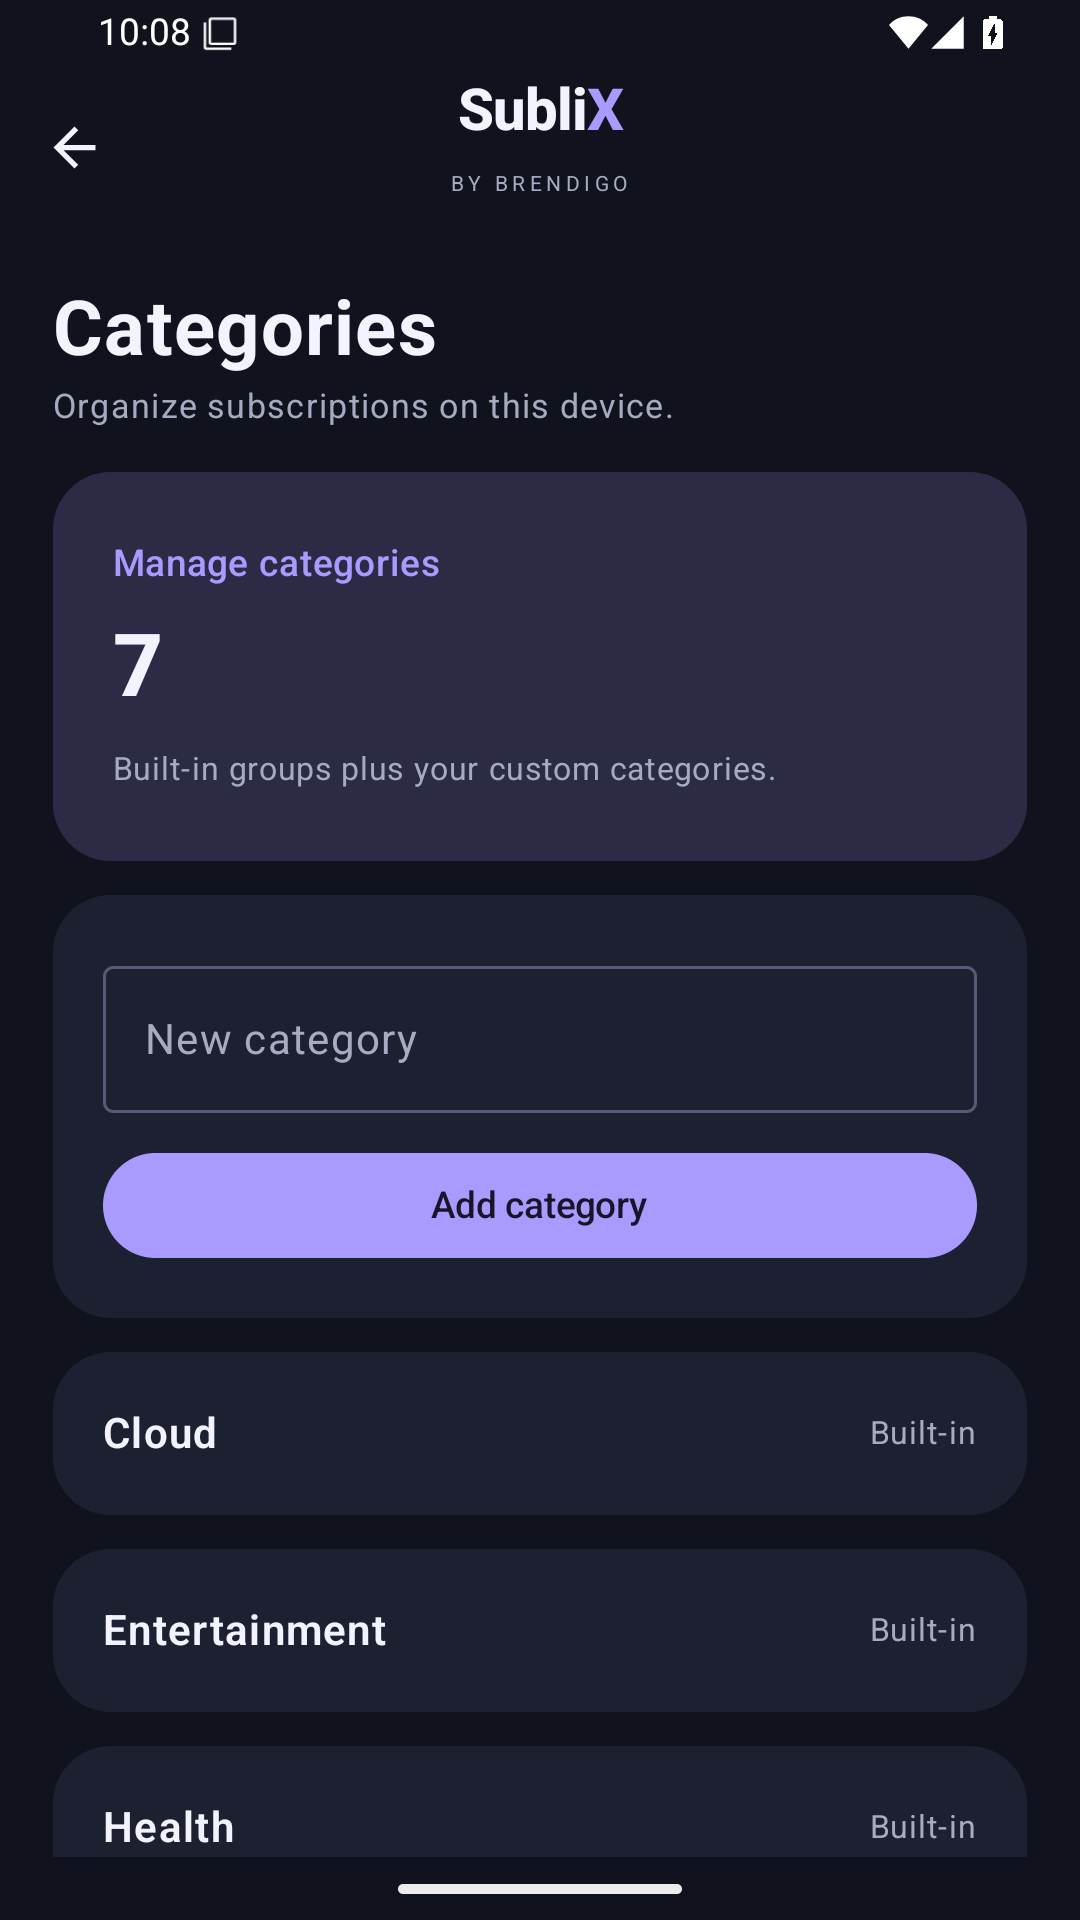 10:08
SubliX
BY BRENDIGO
Categories
Organize subscriptions on this device.
Manage categories
7
Built-in groups plus your custom categories.
New category
Add category
Cloud Built-in
Entertainment Built-in
Health Built-in